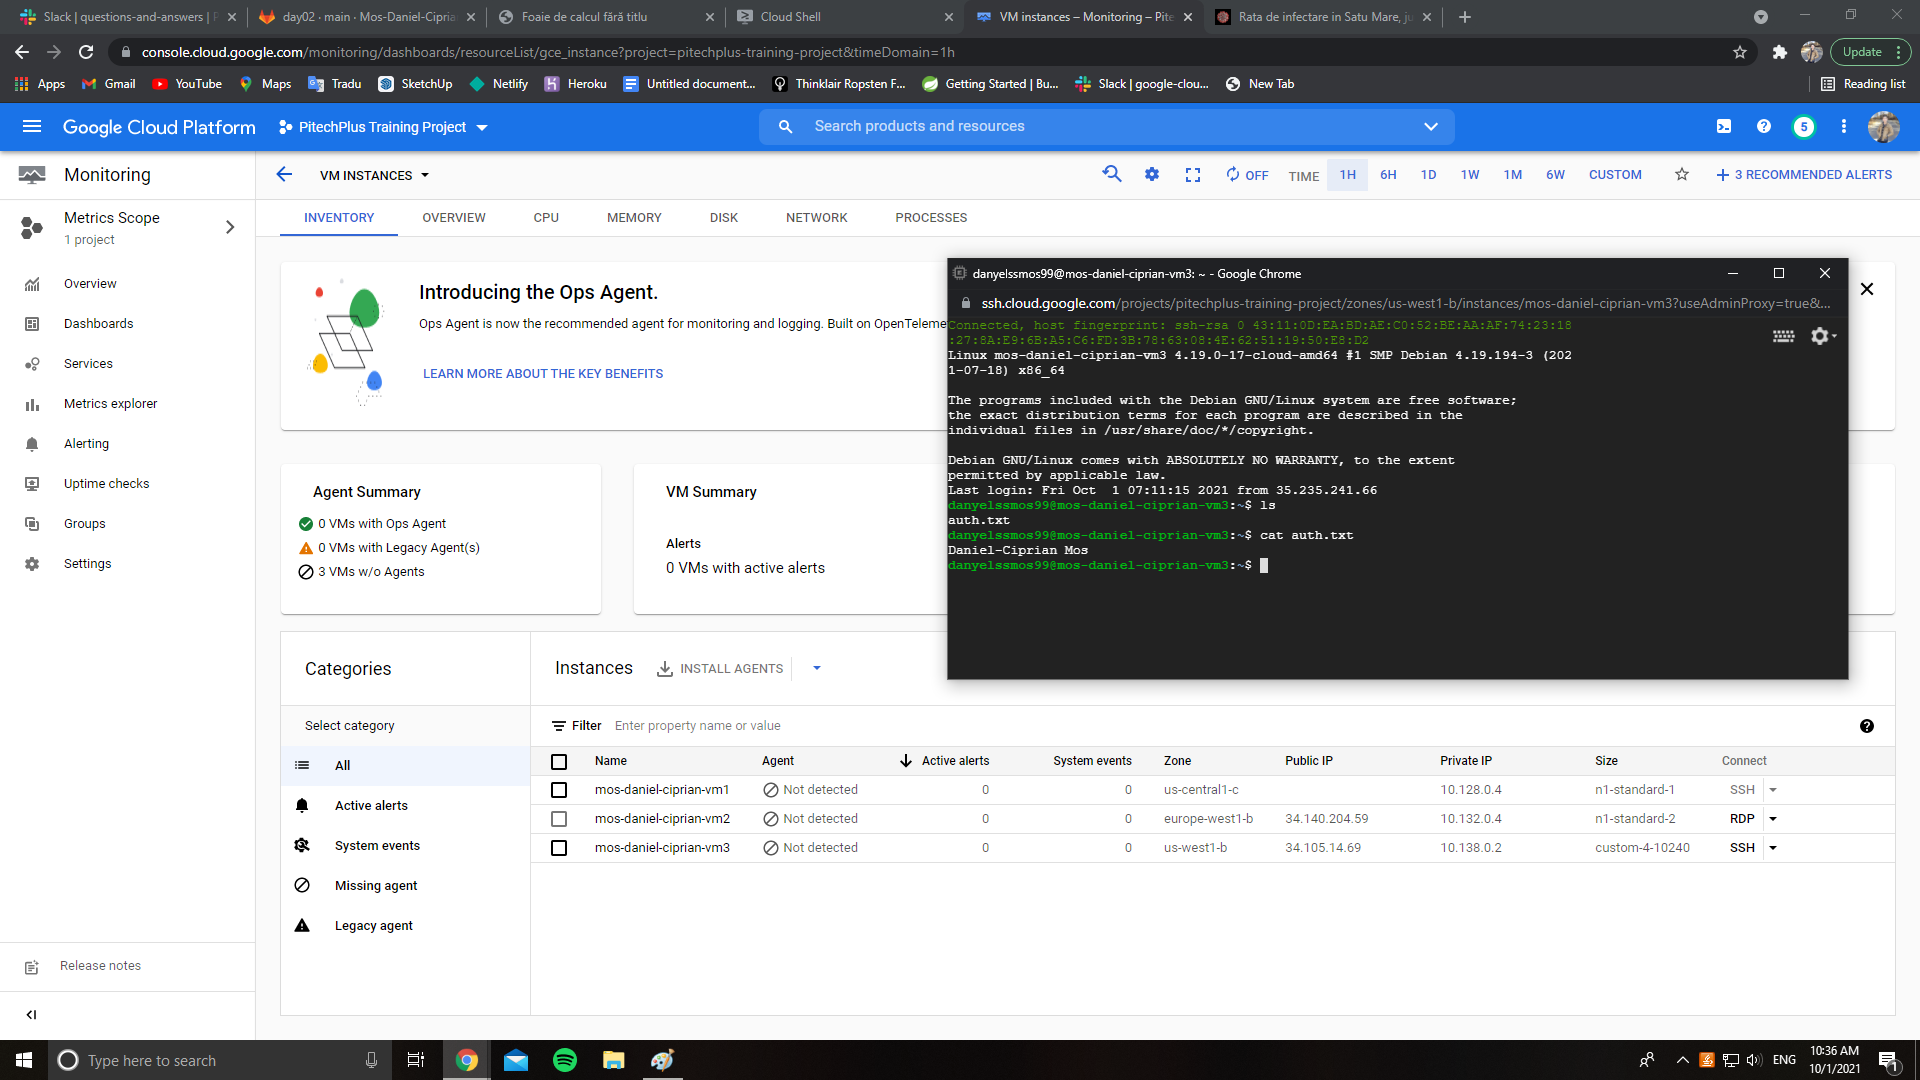 Slack | questions-and-answers | P
day02 · main · Mos-Daniel-Cipria
Foaie de calcul fără titlu
Cloud Shell
VM instances – Monitoring – Pite
Rata de infectare in Satu Mare, ju
console.cloud.google.com/monitoring/dashboards/resourceList/gce_instance?project=pitechplus-training-project&timeDomain=1h
Update
Apps
Gmail
YouTube
Maps
Tradu
SketchUp
Netlify
Heroku
Untitled document...
Thinklair Ropsten F...
Getting Started | Bu...
Slack | google-clou...
New Tab
Reading list
Google Cloud Platform
PitechPlus Training Project
Search products and resources
5
Monitoring
VM INSTANCES
OFF
TIME
1H
6H
1D
1W
1M
6W
CUSTOM
3 RECOMMENDED ALERTS
Metrics Scope
1 project
INVENTORY
OVERVIEW
CPU
MEMORY
DISK
NETWORK
PROCESSES
Overview
Dashboards
Services
Metrics explorer
Alerting
Uptime checks
Groups
Settings
Release notes
Introducing the Ops Agent.
Ops Agent is now the recommended agent for monitoring and logging. Built on OpenTeleme
LEARN MORE ABOUT THE KEY BENEFITS
Agent Summary
0 VMs with Ops Agent
0 VMs with Legacy Agent(s)
3 VMs w/o Agents
VM Summary
Alerts
0 VMs with active alerts
danyelssmos99@mos-daniel-ciprian-vm3: ~ - Google Chrome
ssh.cloud.google.com/projects/pitechplus-training-project/zones/us-west1-b/instances/mos-daniel-ciprian-vm3?useAdminProxy=true&...
Connected, host fingerprint: ssh-rsa 0 43:11:0D:EA:BD:AE:C0:52:BE:AA:AF:74:23:18
:27:8A:E9:6B:A5:C6:FD:3B:78:63:08:4E:62:51:19:50:E8:D2
Linux mos-daniel-ciprian-vm3 4.19.0-17-cloud-amd64 #1 SMP Debian 4.19.194-3 (202
1-07-18) x86_64
The programs included with the Debian GNU/Linux system are free software;
the exact distribution terms for each program are described in the
individual files in /usr/share/doc/*/copyright.
Debian GNU/Linux comes with ABSOLUTELY NO WARRANTY, to the extent
permitted by applicable law.
Last login: Fri Oct  1 07:11:15 2021 from 35.235.241.66
danyelssmos99@mos-daniel-ciprian-vm3:~$ ls
auth.txt
danyelssmos99@mos-daniel-ciprian-vm3:~$ cat auth.txt
Daniel-Ciprian Mos
danyelssmos99@mos-daniel-ciprian-vm3:~$
Categories
Select category
All
Active alerts
System events
Missing agent
Legacy agent
Instances
INSTALL AGENTS
Filter Enter property name or value
Name Agent Active alerts System events Zone Public IP Private IP Size Connect
mos-daniel-ciprian-vm1 Not detected 0 0 us-central1-c 10.128.0.4 n1-standard-1 SSH
mos-daniel-ciprian-vm2 Not detected 0 0 europe-west1-b 34.140.204.59 10.132.0.4 n1-standard-2 RDP
mos-daniel-ciprian-vm3 Not detected 0 0 us-west1-b 34.105.14.69 10.138.0.2 custom-4-10240 SSH
Type here to search
ENG
10:36 AM
10/1/2021
1